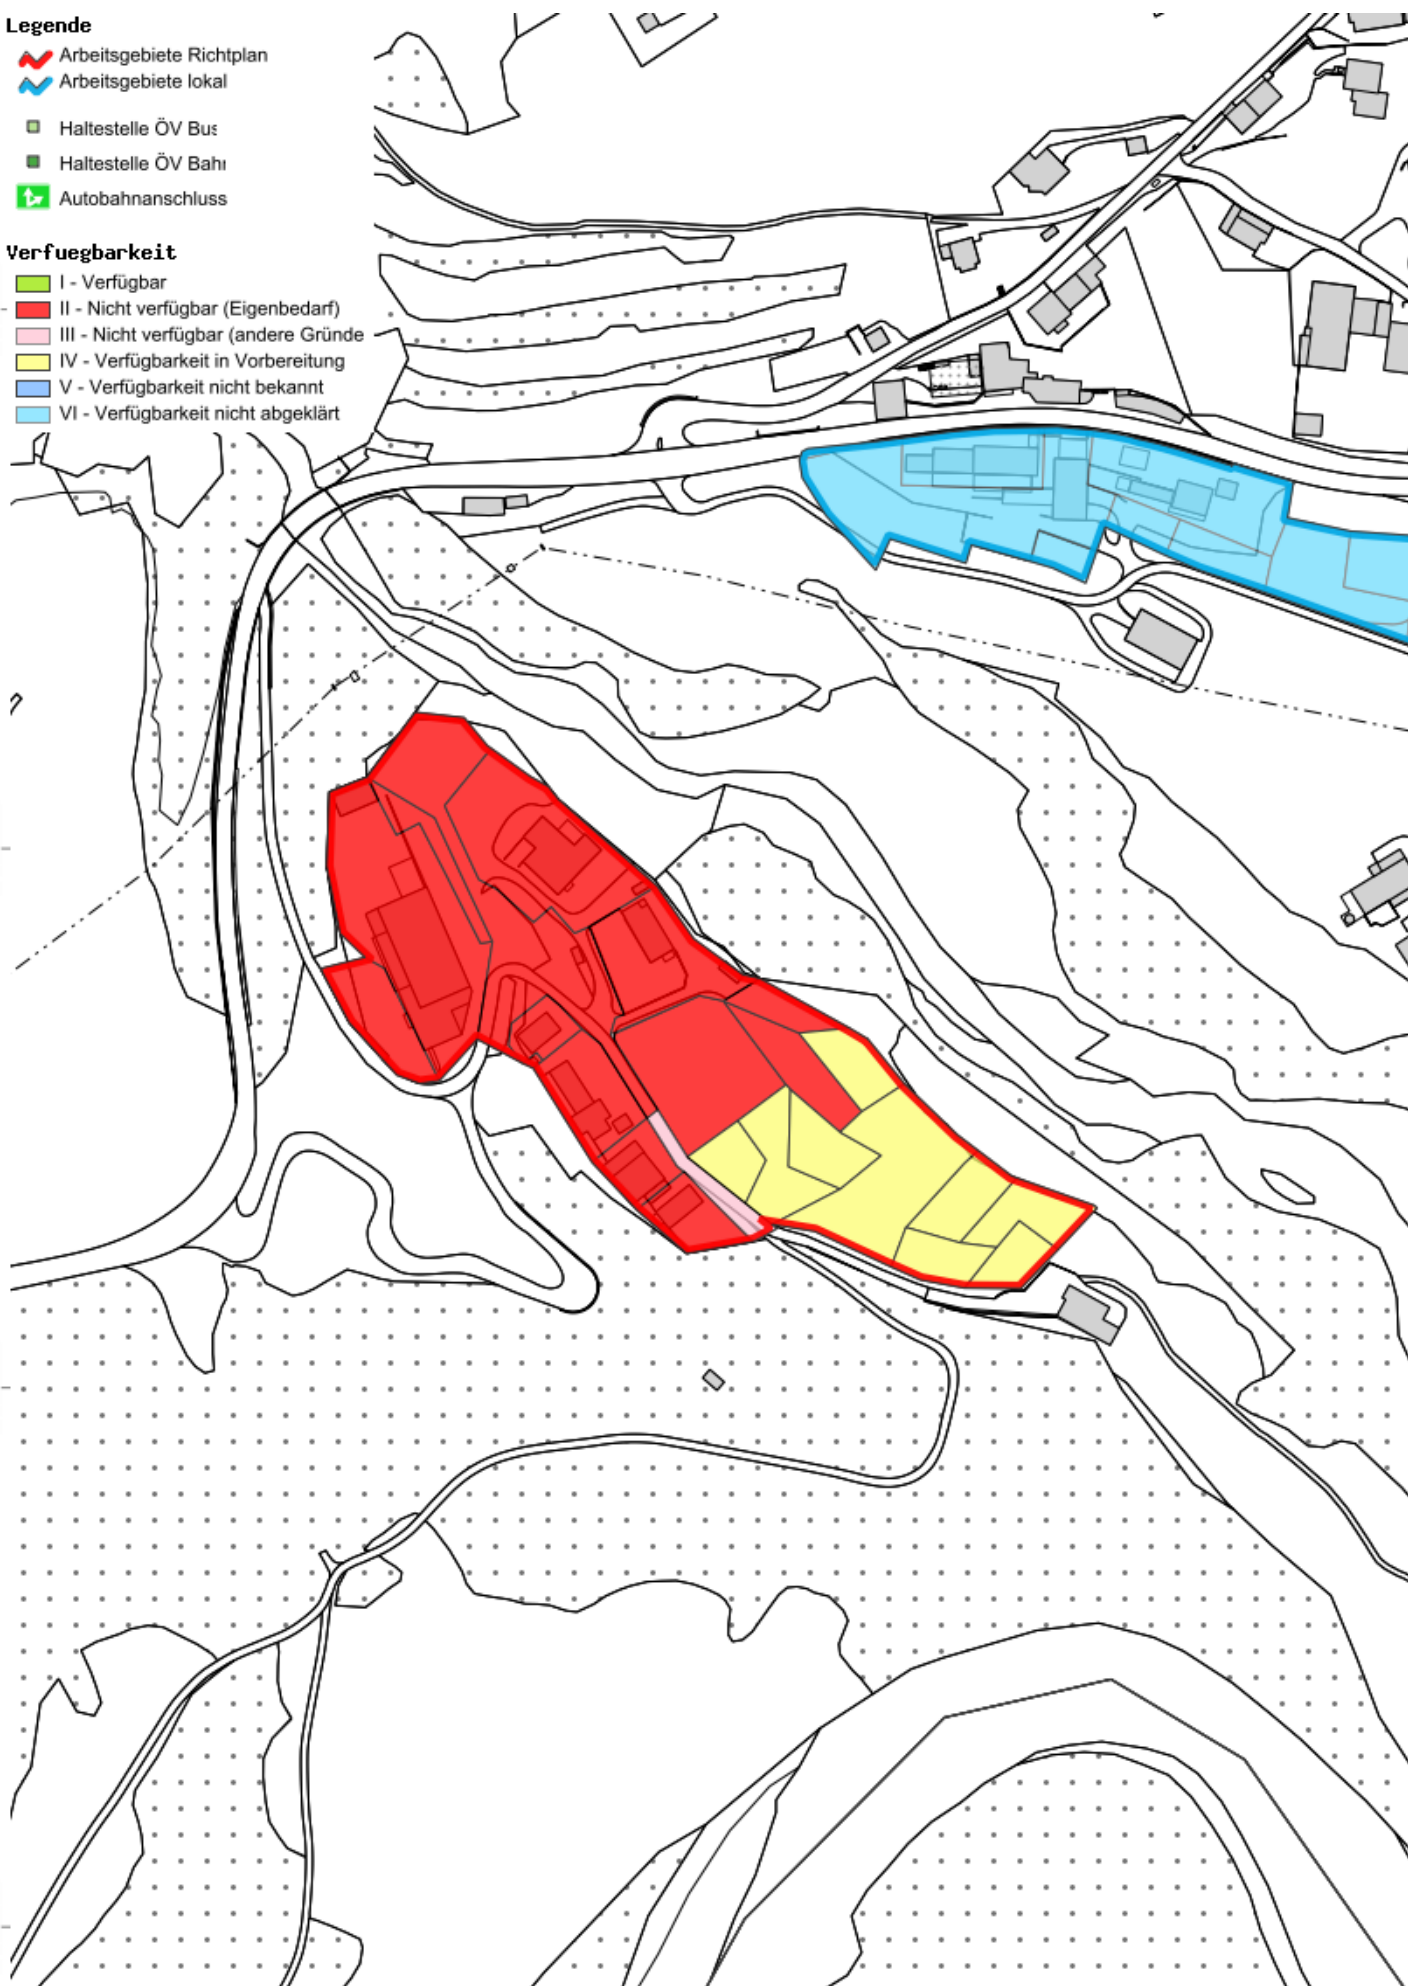 Legende
Arbeitsgebiete Richtplan
Arbeitsgebiete lokal
Haltestelle ÖV Bus
Haltestelle ÖV Bahn
Autobahnanschluss
Verfuegbarkeit
I - Verfügbar
II - Nicht verfügbar (Eigenbedarf)
III - Nicht verfügbar (andere Gründe
IV - Verfügbarkeit in Vorbereitung
V - Verfügbarkeit nicht bekannt
VI - Verfügbarkeit nicht abgeklärt